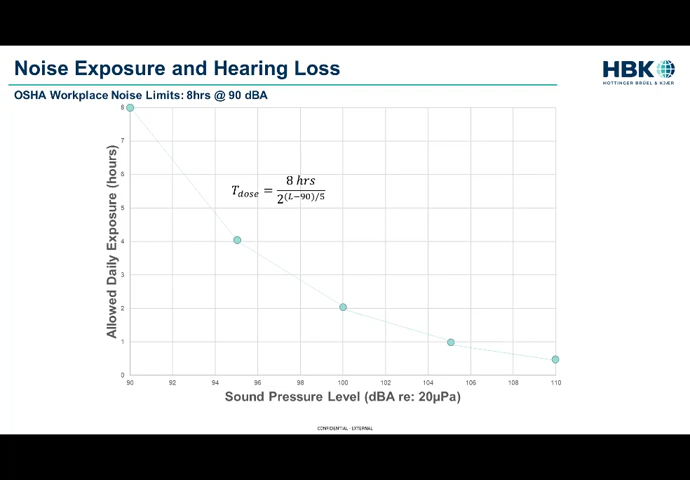 Noise Exposure and Hearing Loss
HBK
HOTTINGER BRÜEL & KJÆR
OSHA Workplace Noise Limits: 8hrs @ 90 dBA
8
7
6
5
4
3
2
1
0
Allowed Daily Exposure (hours)
T_dose = 8 hrs / 2^(L−90)/5
90 92 94 96 98 100 102 104 106 108 110
Sound Pressure Level (dBA re: 20µPa)
CONFIDENTIAL - EXTERNAL